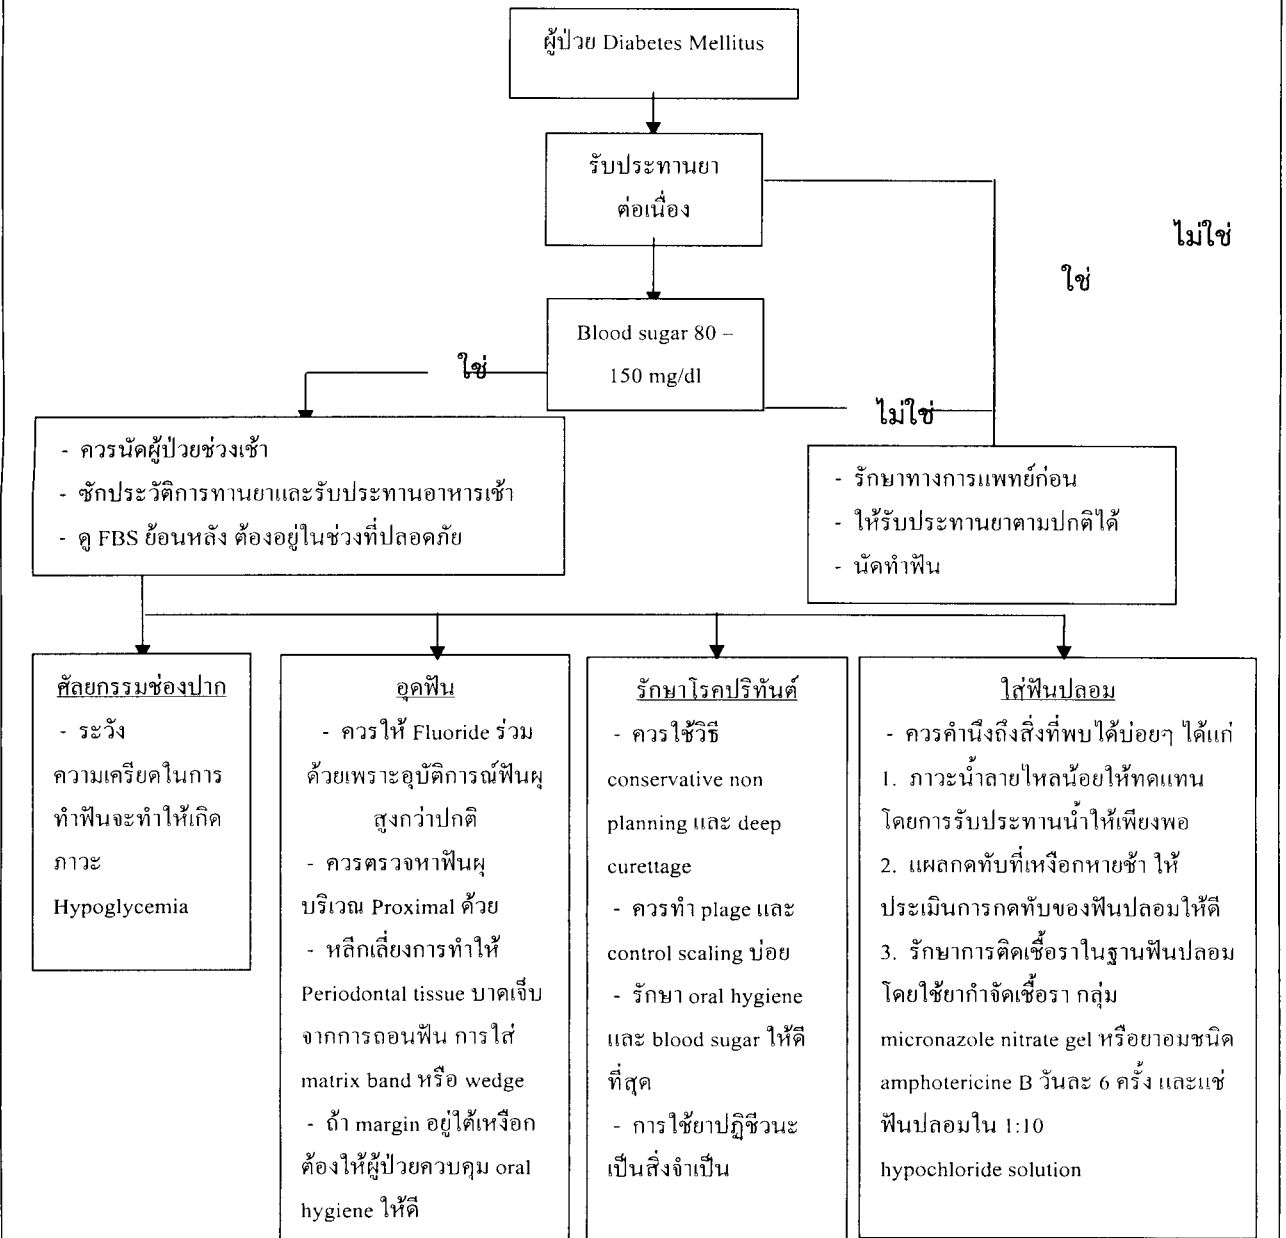 ผู้ป่วย Diabetes Mellitus
รับประทานยา
ต่อเนื่อง
ไม่ใช่
ใช่
Blood sugar 80 –
150 mg/dl
ใช่
ไม่ใช่
- ควรนัดผู้ป่วยช่วงเช้า
- ซักประวัติการทานยาและรับประทานอาหารเช้า
- ดู FBS ย้อนหลัง ต้องอยู่ในช่วงที่ปลอดภัย
- รักษาทางการแพทย์ก่อน
- ให้รับประทานยาตามปกติได้
- นัดทำฟัน
ศัลยกรรมช่องปาก
- ระวัง
ความเครียดในการ
ทำฟันจะทำให้เกิด
ภาวะ
Hypoglycemia
อุดฟัน
- ควรให้ Fluoride ร่วม
ด้วยเพราะอุบัติการณ์ฟันผุ
สูงกว่าปกติ
- ควรตรวจหาฟันผุ
บริเวณ Proximal ด้วย
- หลีกเลี่ยงการทำให้
Periodontal tissue บาดเจ็บ
จากการถอนฟัน การใส่
matrix band หรือ wedge
- ถ้า margin อยู่ใต้เหงือก
ต้องให้ผู้ป่วยควบคุม oral
hygiene ให้ดี
รักษาโรคปริทันต์
- ควรใช้วิธี
conservative non
planning และ deep
curettage
- ควรทำ plage และ
control scaling บ่อย
- รักษา oral hygiene
และ blood sugar ให้ดี
ที่สุด
- การใช้ยาปฏิชีวนะ
เป็นสิ่งจำเป็น
ใส่ฟันปลอม
- ควรคำนึงถึงสิ่งที่พบได้บ่อยๆ ได้แก่
1. ภาวะน้ำลายไหลน้อยให้ทดแทน
โดยการรับประทานน้ำให้เพียงพอ
2. แผลกดทับที่เหงือกหายช้า ให้
ประเมินการกดทับของฟันปลอมให้ดี
3. รักษาการติดเชื้อราในฐานฟันปลอม
โดยใช้ยากำจัดเชื้อรา กลุ่ม
micronazole nitrate gel หรือยาอมชนิด
amphotericine B วันละ 6 ครั้ง และแช่
ฟันปลอมใน 1:10
hypochloride solution